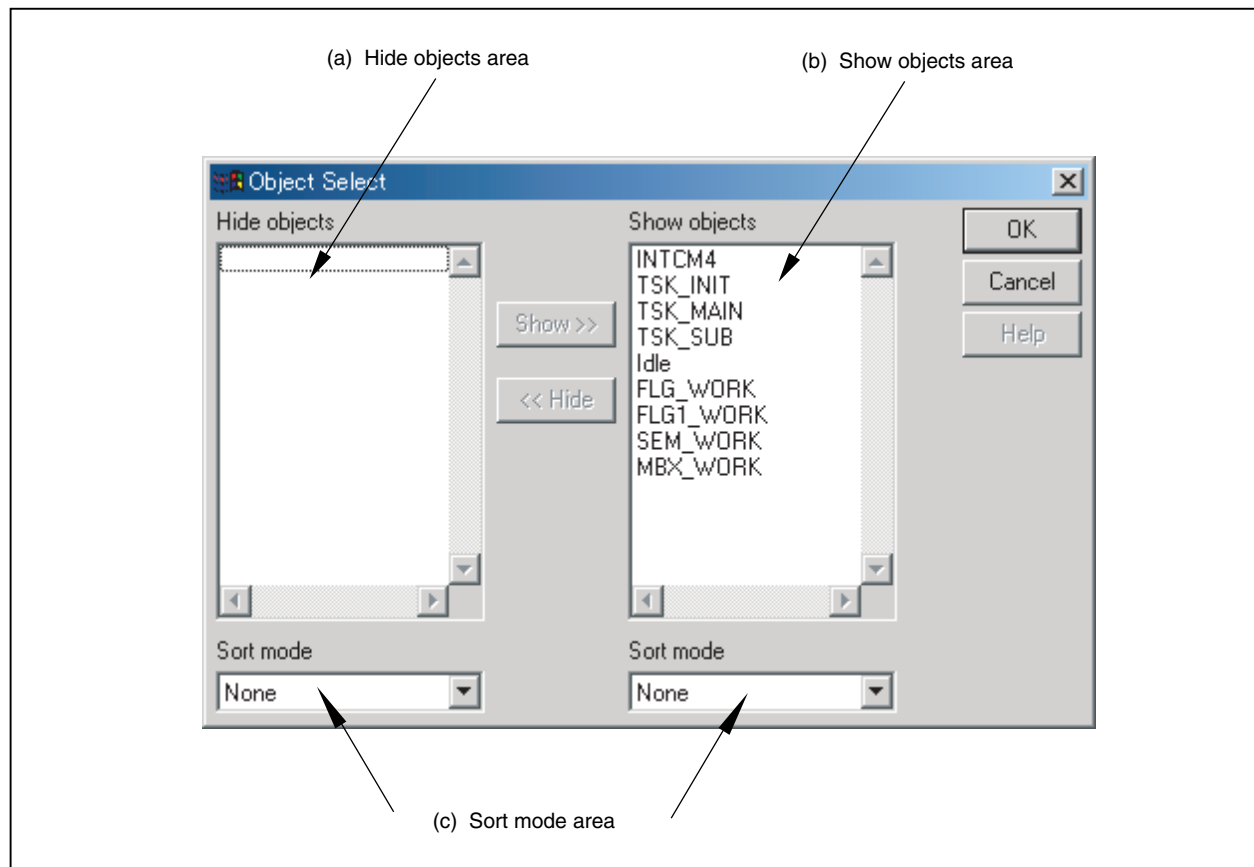 (a) Hide objects area
(b) Show objects area
Object Select
Hide objects
Show objects
OK
Cancel
Help
Show >>
<< Hide
INTCM4
TSK_INIT
TSK_MAIN
TSK_SUB
Idle
FLG_WORK
FLG1_WORK
SEM_WORK
MBX_WORK
Sort mode
Sort mode
None
None
(c) Sort mode area